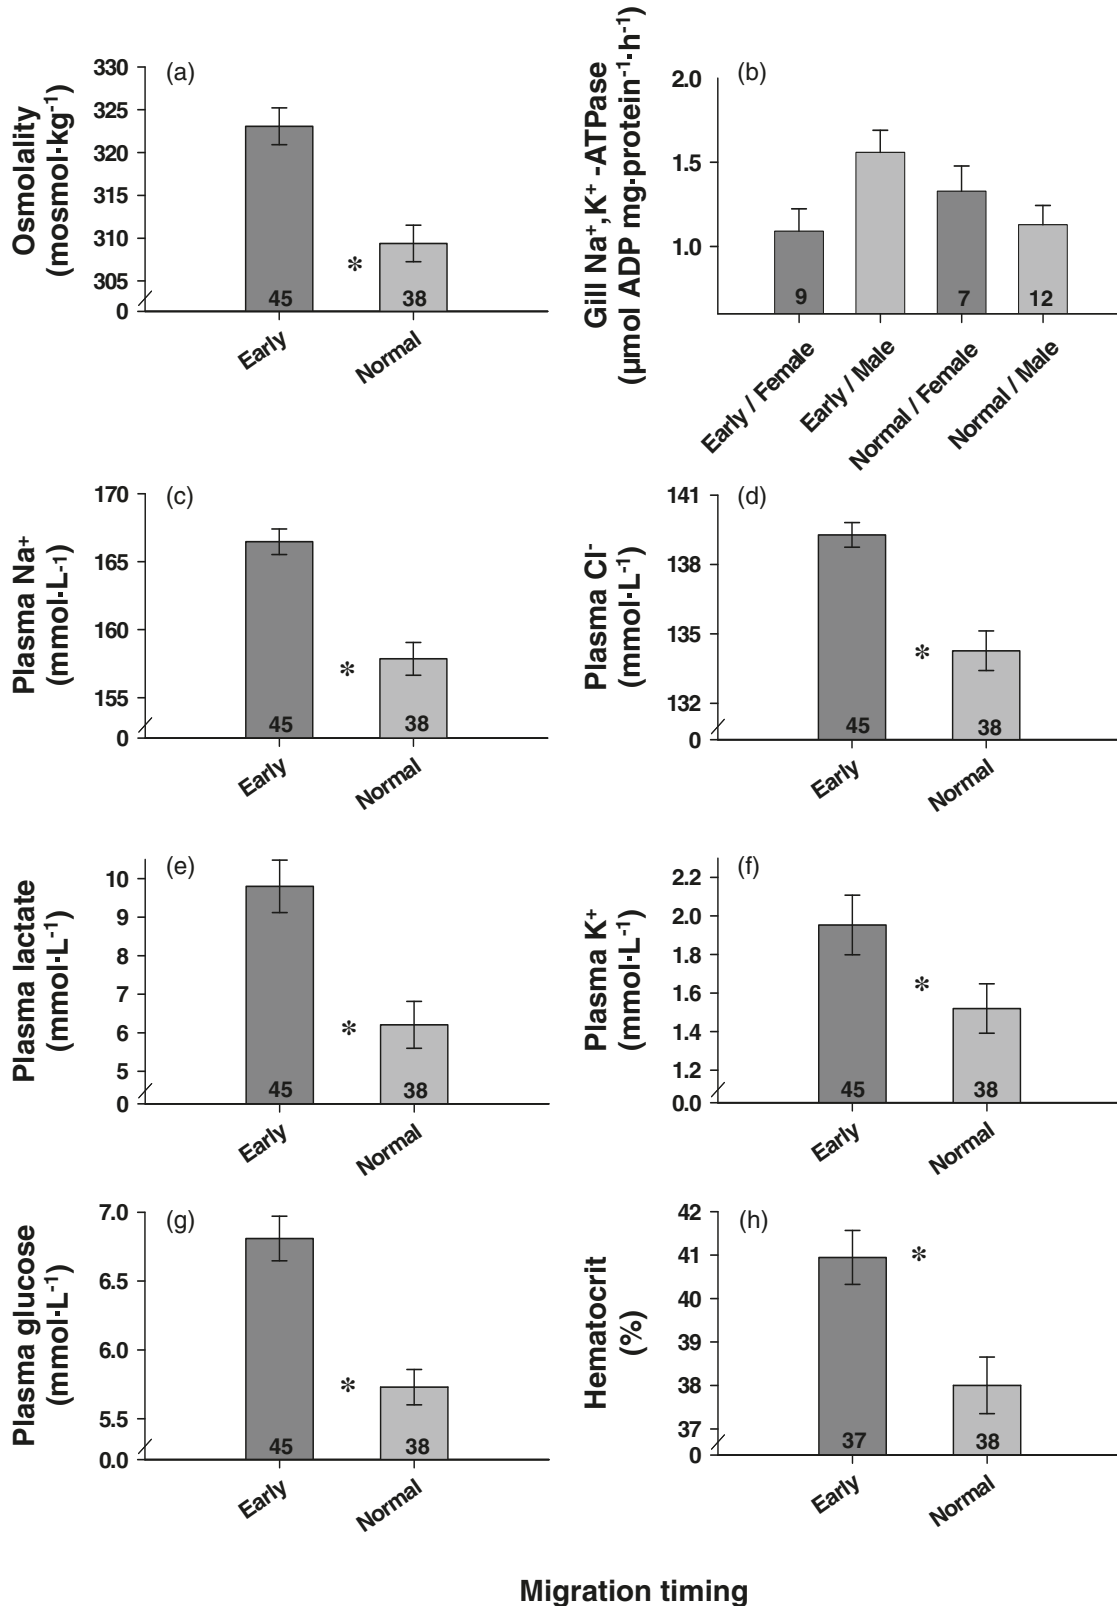 (a)
Osmolality
(mosmol·kg⁻¹)
330
325
320
315
310
305
0
45
*
38
Early
Normal
(b)
Gill Na⁺,K⁺ -ATPase
(µmol ADP mg·protein⁻¹·h⁻¹)
2.0
1.5
1.0
9
7
12
Early / Female
Early / Male
Normal / Female
Normal / Male
(c)
Plasma Na⁺
(mmol·L⁻¹)
170
165
160
155
0
45
*
38
Early
Normal
(d)
Plasma Cl⁻
(mmol·L⁻¹)
141
138
135
132
0
45
*
38
Early
Normal
(e)
Plasma lactate
(mmol·L⁻¹)
10
9
8
7
6
5
0
45
*
38
Early
Normal
(f)
Plasma K⁺
(mmol·L⁻¹)
2.2
2.0
1.8
1.6
1.4
1.2
0.0
45
*
38
Early
Normal
(g)
Plasma glucose
(mmol·L⁻¹)
7.0
6.5
6.0
5.5
0.0
45
*
38
Early
Normal
(h)
Hematocrit
(%)
42
41
40
39
38
37
0
37
*
38
Early
Normal
Migration timing